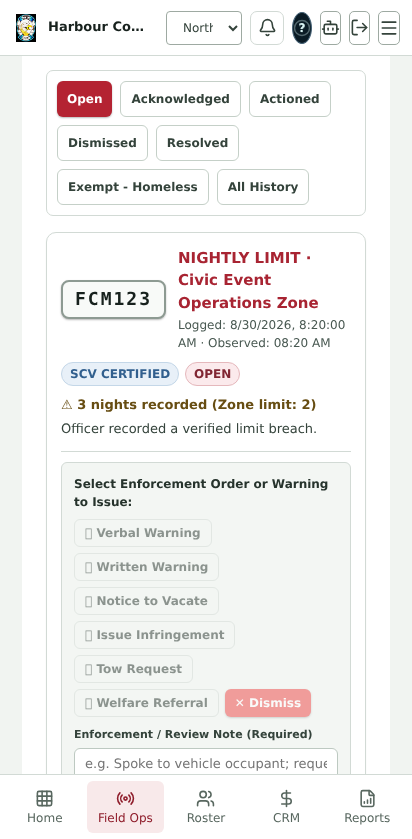 Harbour Co...
North
?
Open
Acknowledged
Actioned
Dismissed
Resolved
Exempt - Homeless
All History
FCM123
NIGHTLY LIMIT ·
Civic Event
Operations Zone
Logged: 8/30/2026, 8:20:00
AM · Observed: 08:20 AM
SCV CERTIFIED
OPEN
⚠ 3 nights recorded (Zone limit: 2)
Officer recorded a verified limit breach.
Select Enforcement Order or Warning
to Issue:
Verbal Warning
Written Warning
Notice to Vacate
Issue Infringement
Tow Request
Welfare Referral
✕ Dismiss
Enforcement / Review Note (Required)
e.g. Spoke to vehicle occupant; reque
Home
Field Ops
Roster
CRM
Reports